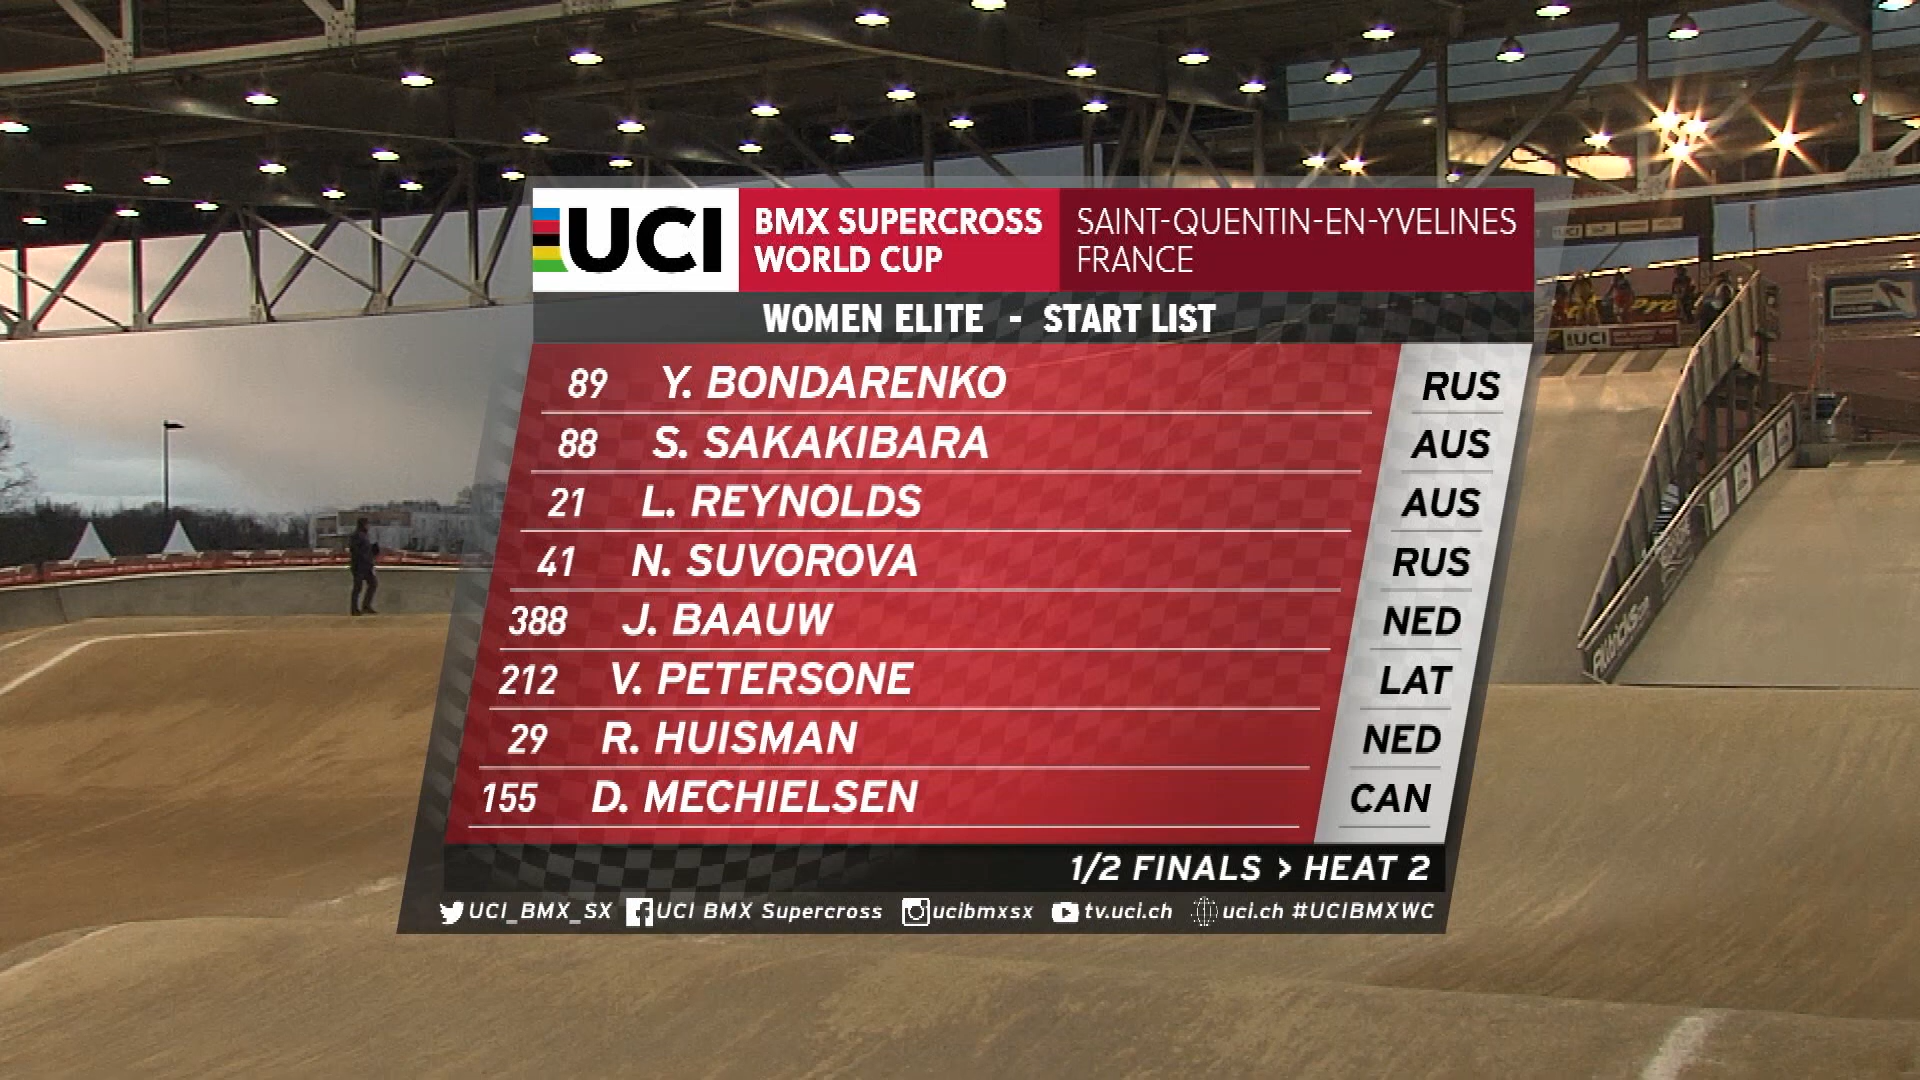 UCI
BMX SUPERCROSS
WORLD CUP
SAINT-QUENTIN-EN-YVELINES
FRANCE
WOMEN ELITE - START LIST
89 Y. BONDARENKO RUS
88 S. SAKAKIBARA AUS
21 L. REYNOLDS AUS
41 N. SUVOROVA RUS
388 J. BAAUW NED
212 V. PETERSONE LAT
29 R. HUISMAN NED
155 D. MECHIELSEN CAN
1/2 FINALS > HEAT 2
UCI_BMX_SX UCI BMX Supercross ucibmxsx tv.uci.ch uci.ch #UCIBMXWC
UCI